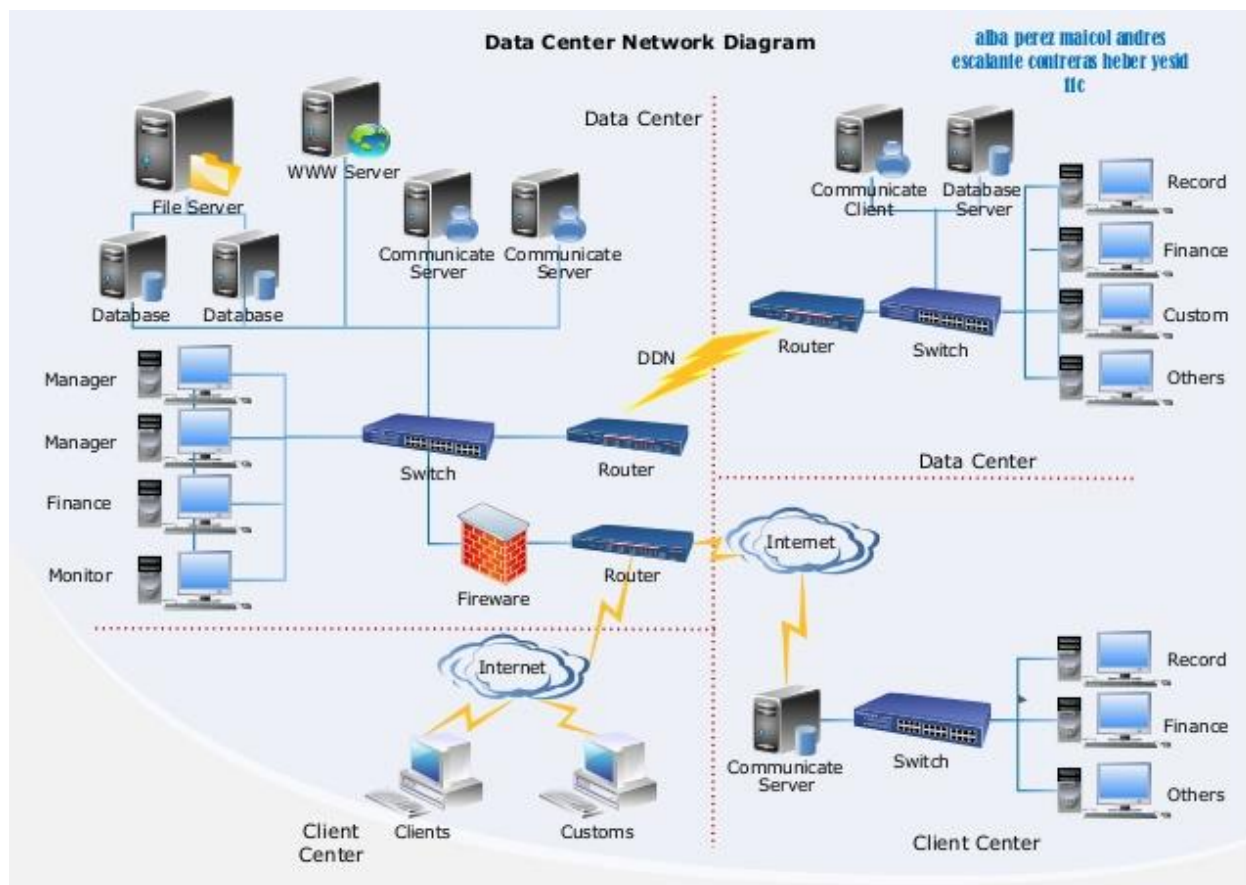 Data Center Network Diagram
alba perez maicol andres
escalante contreras heber yesid
11c
Data Center
WWW Server
File Server
Communicate
Server
Communicate
Server
Database
Database
Manager
Manager
Finance
Monitor
Switch
Router
DDN
Fireware
Router
Communicate
Client
Database
Server
Record
Finance
Custom
Others
Router
Switch
Data Center
Internet
Internet
Clients
Customs
Client
Center
Communicate
Server
Switch
Record
Finance
Others
Client Center